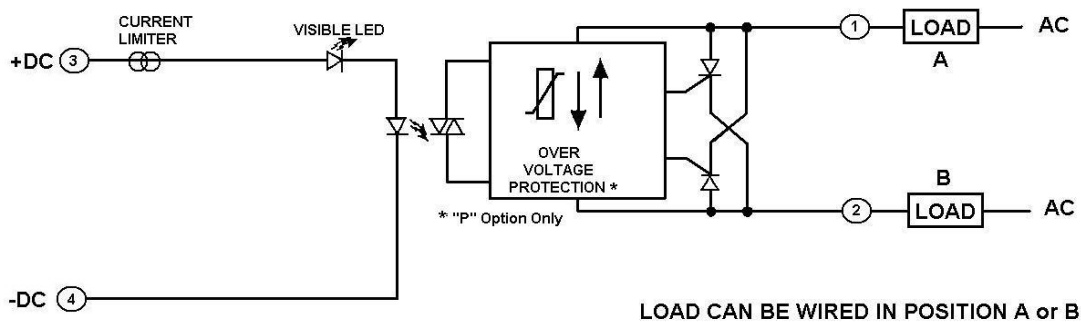 CURRENT
LIMITER
VISIBLE LED
+DC 3
1 LOAD AC
A
OVER
VOLTAGE
PROTECTION *
* "P" Option Only
B
2 LOAD AC
-DC 4
LOAD CAN BE WIRED IN POSITION A or B